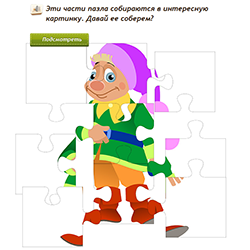 Эти части пазла собираются в интересную
картинку. Давай ее соберем?
Подсмотреть